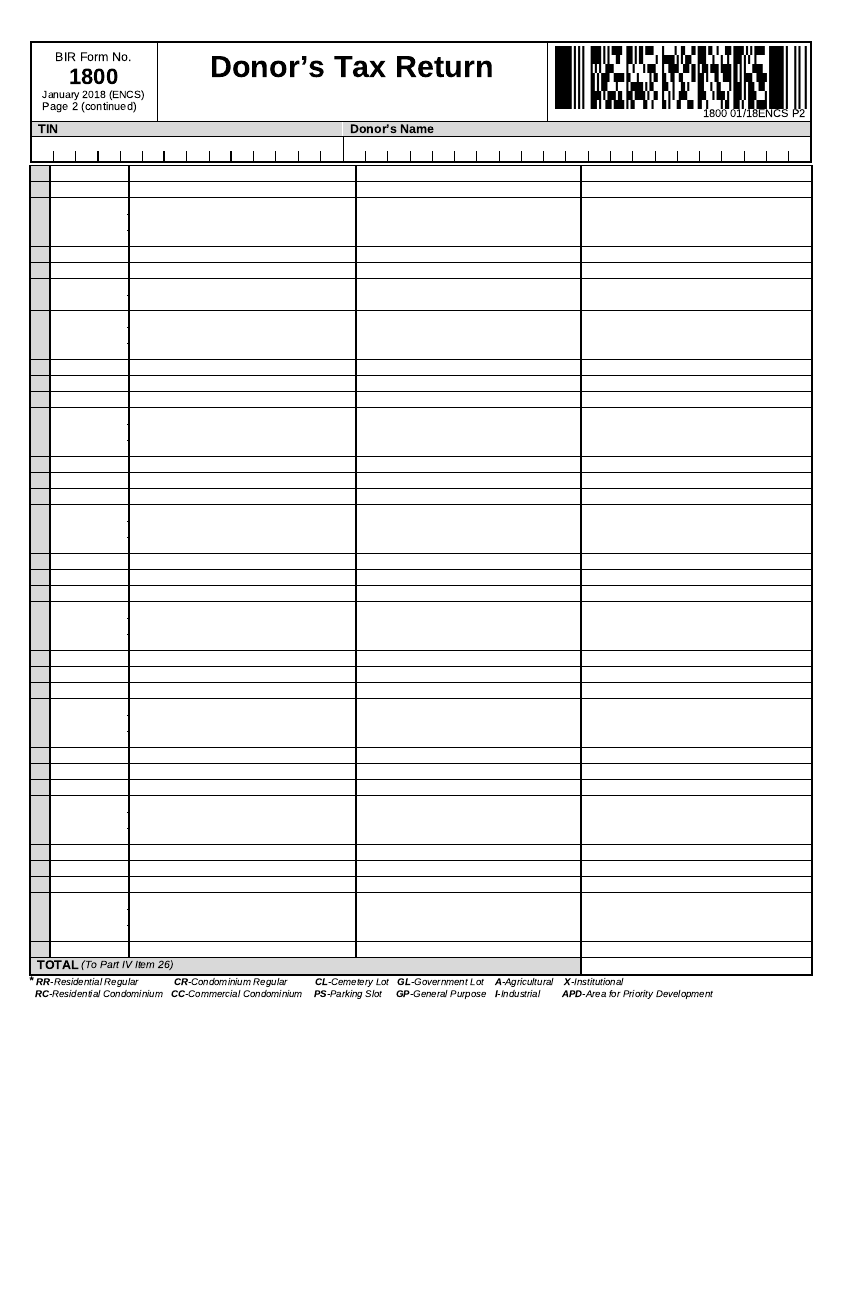 BIR Form No.
1800
January 2018 (ENCS)
Page 2 (continued)
Donor’s Tax Return
1800 01/18ENCS P2
TIN Donor's Name
TOTAL (To Part IV Item 26)
* RR-Residential Regular CR-Condominium Regular CL-Cemetery Lot GL-Government Lot A-Agricultural X-Institutional
RC-Residential Condominium CC-Commercial Condominium PS-Parking Slot GP-General Purpose I-Industrial APD-Area for Priority Development